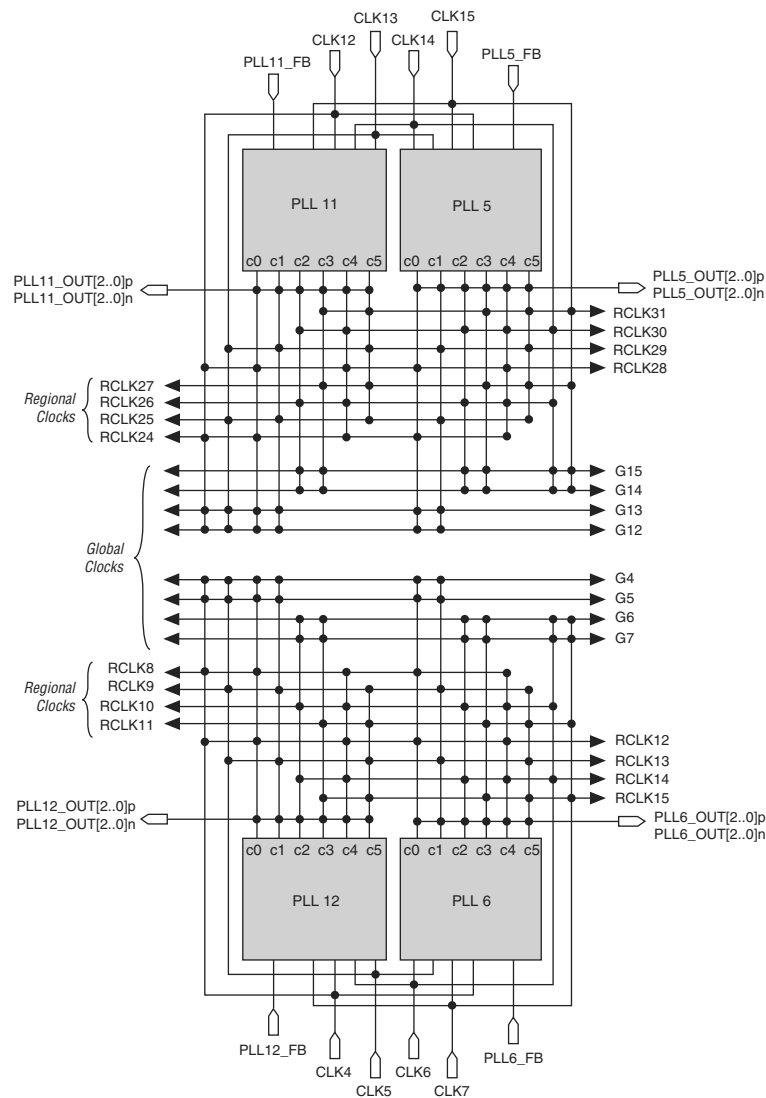 CLK13
CLK15
CLK12
CLK14
PLL11_FB
PLL5_FB
PLL 11
PLL 5
c0 c1 c2 c3 c4 c5
c0 c1 c2 c3 c4 c5
PLL11_OUT[2..0]p
PLL11_OUT[2..0]n
PLL5_OUT[2..0]p
PLL5_OUT[2..0]n
RCLK31
RCLK30
RCLK29
RCLK28
Regional
Clocks
RCLK27
RCLK26
RCLK25
RCLK24
G15
G14
G13
G12
Global
Clocks
G4
G5
G6
G7
Regional
Clocks
RCLK8
RCLK9
RCLK10
RCLK11
RCLK12
RCLK13
RCLK14
RCLK15
PLL12_OUT[2..0]p
PLL12_OUT[2..0]n
PLL6_OUT[2..0]p
PLL6_OUT[2..0]n
c0 c1 c2 c3 c4 c5
c0 c1 c2 c3 c4 c5
PLL 12
PLL 6
PLL12_FB
PLL6_FB
CLK4
CLK6
CLK5
CLK7